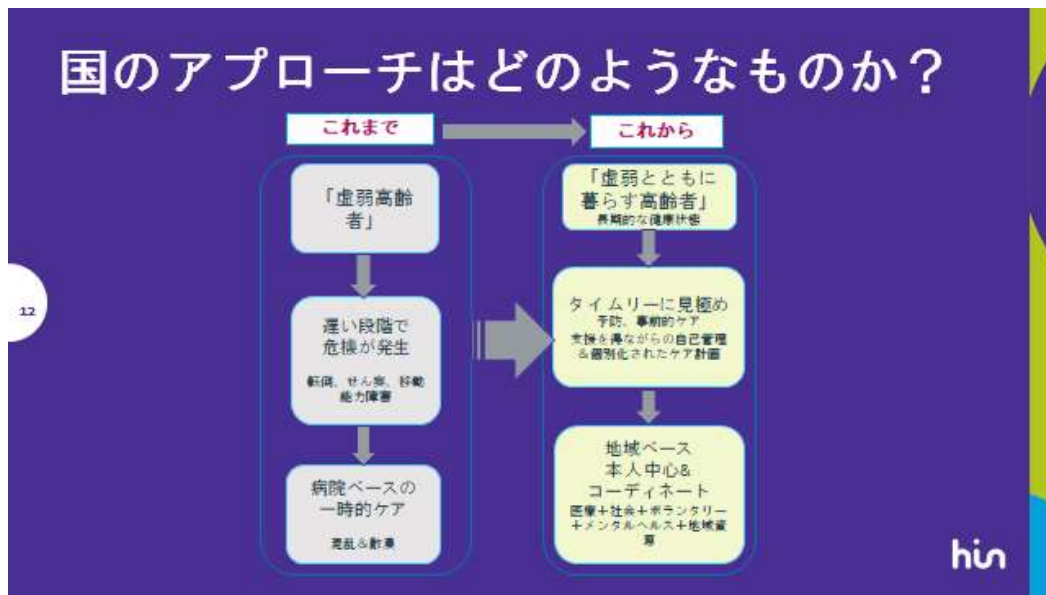 国のアプローチはどのようなものか？
これまで
これから
「虚弱高齢
者」
遅い段階で
危機が発生
転倒、せん妄、移動
能力障害
病院ベースの
一時的ケア
混乱＆散漫
「虚弱とともに
暮らす高齢者」
長期的な健康状態
タイムリーに見極め
予防、事前的ケア
支援を得ながらの自己管理
＆個別化されたケア計画
地域ベース
本人中心&
コーディネート
医療＋社会＋ボランタリー
＋メンタルヘルス＋地域資
源
12
hin